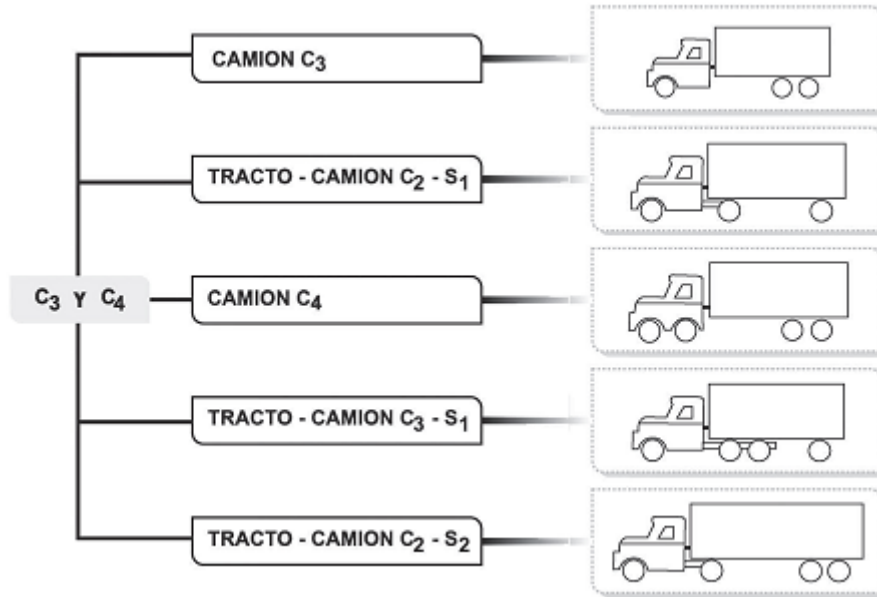 CAMION C3
TRACTO - CAMION C2 - S1
C3 Y C4
CAMION C4
TRACTO - CAMION C3 - S1
TRACTO - CAMION C2 - S2